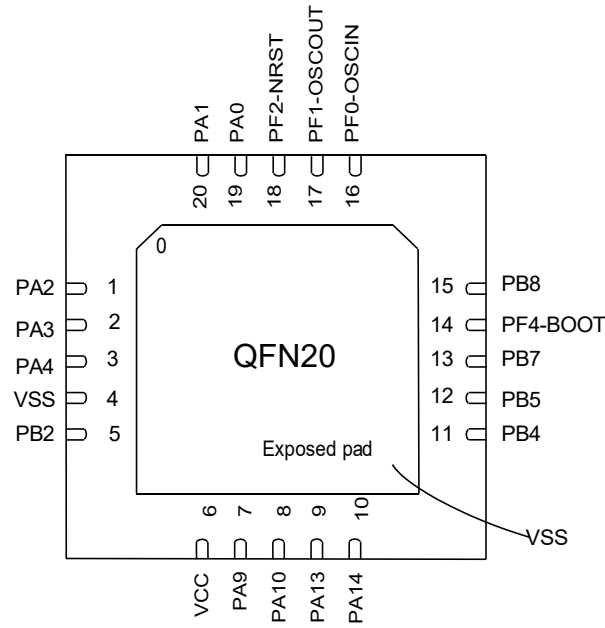 PA1
PA0
PF2-NRST
PF1-OSCOUT
PF0-OSCIN
20
19
18
17
16
0
PA2 1
PA3 2
PA4 3
VSS 4
PB2 5
QFN20
Exposed pad
15 PB8
14 PF4-BOOT
13 PB7
12 PB5
11 PB4
VSS
6
7
8
9
10
VCC
PA9
PA10
PA13
PA14